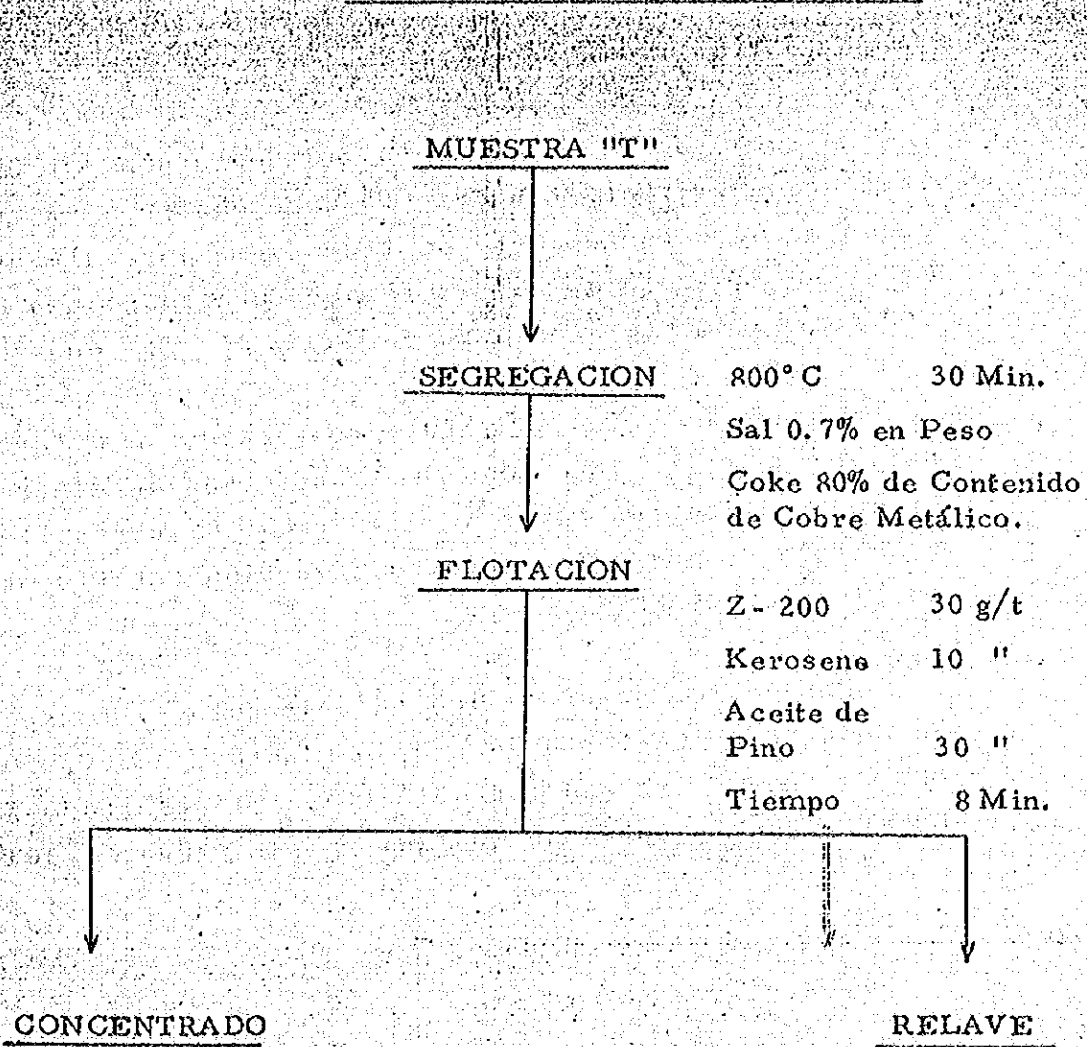 MUESTRA "T"
SEGREGACION 800° C 30 Min.
Sal 0.7% en Peso
Coke 80% de Contenido
de Cobre Metálico.
FLOTACION
Z - 200 30 g/t
Kerosene 10 "
Aceite de
Pino 30 "
Tiempo 8 Min.
CONCENTRADO RELAVE